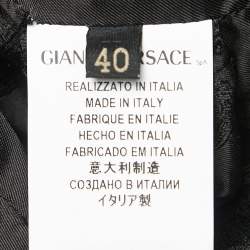 40
GIANNI VERSACE SpA
REALIZZATO IN ITALIA
MADE IN ITALY
FABRIQUE EN ITALIE
HECHO EN ITALIA
FABRICADO EM ITALIA
意大利制造
СОЗДАНО В ИТАЛИИ
イタリア製